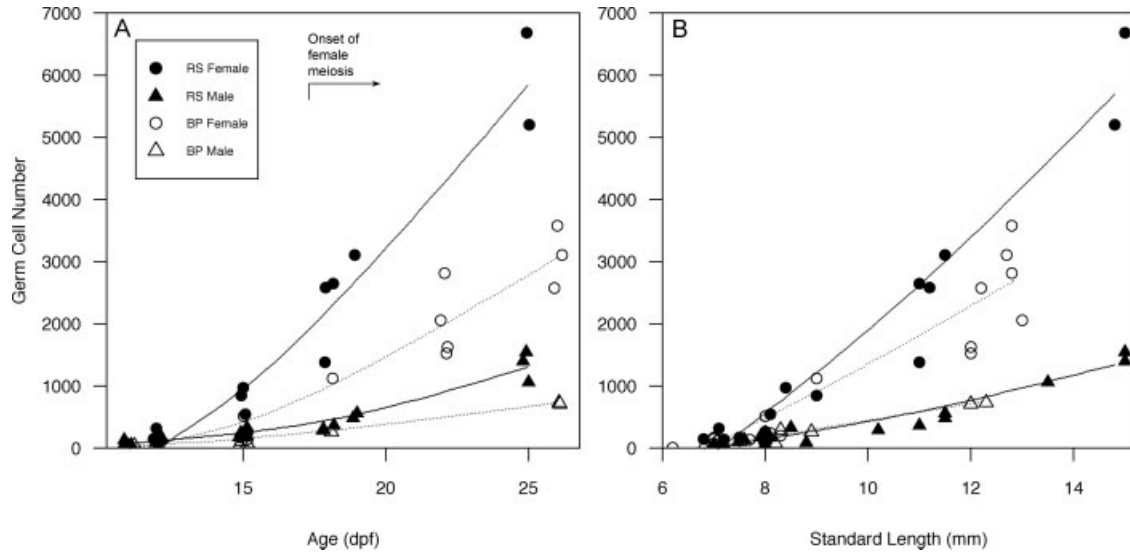 A
B
RS Female
RS Male
BP Female
BP Male
Onset of
female
meiosis
Germ Cell Number
7000
6000
5000
4000
3000
2000
1000
0
15
20
25
Age (dpf)
7000
6000
5000
4000
3000
2000
1000
0
6
8
10
12
14
Standard Length (mm)